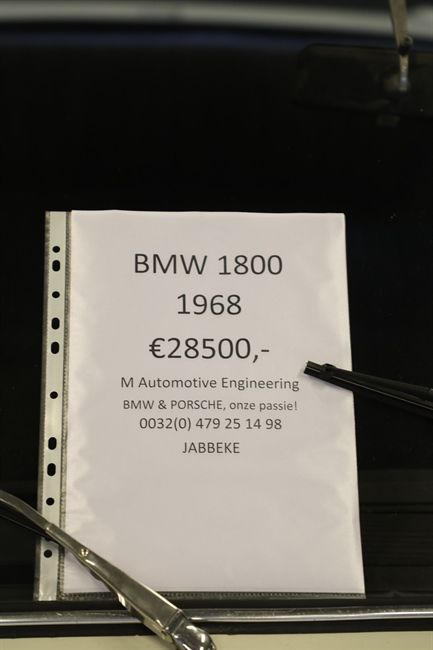 BMW 1800
1968
€28500,-
M Automotive Engineering
BMW & PORSCHE, onze passie!
0032(0) 479 25 14 98
JABBEKE